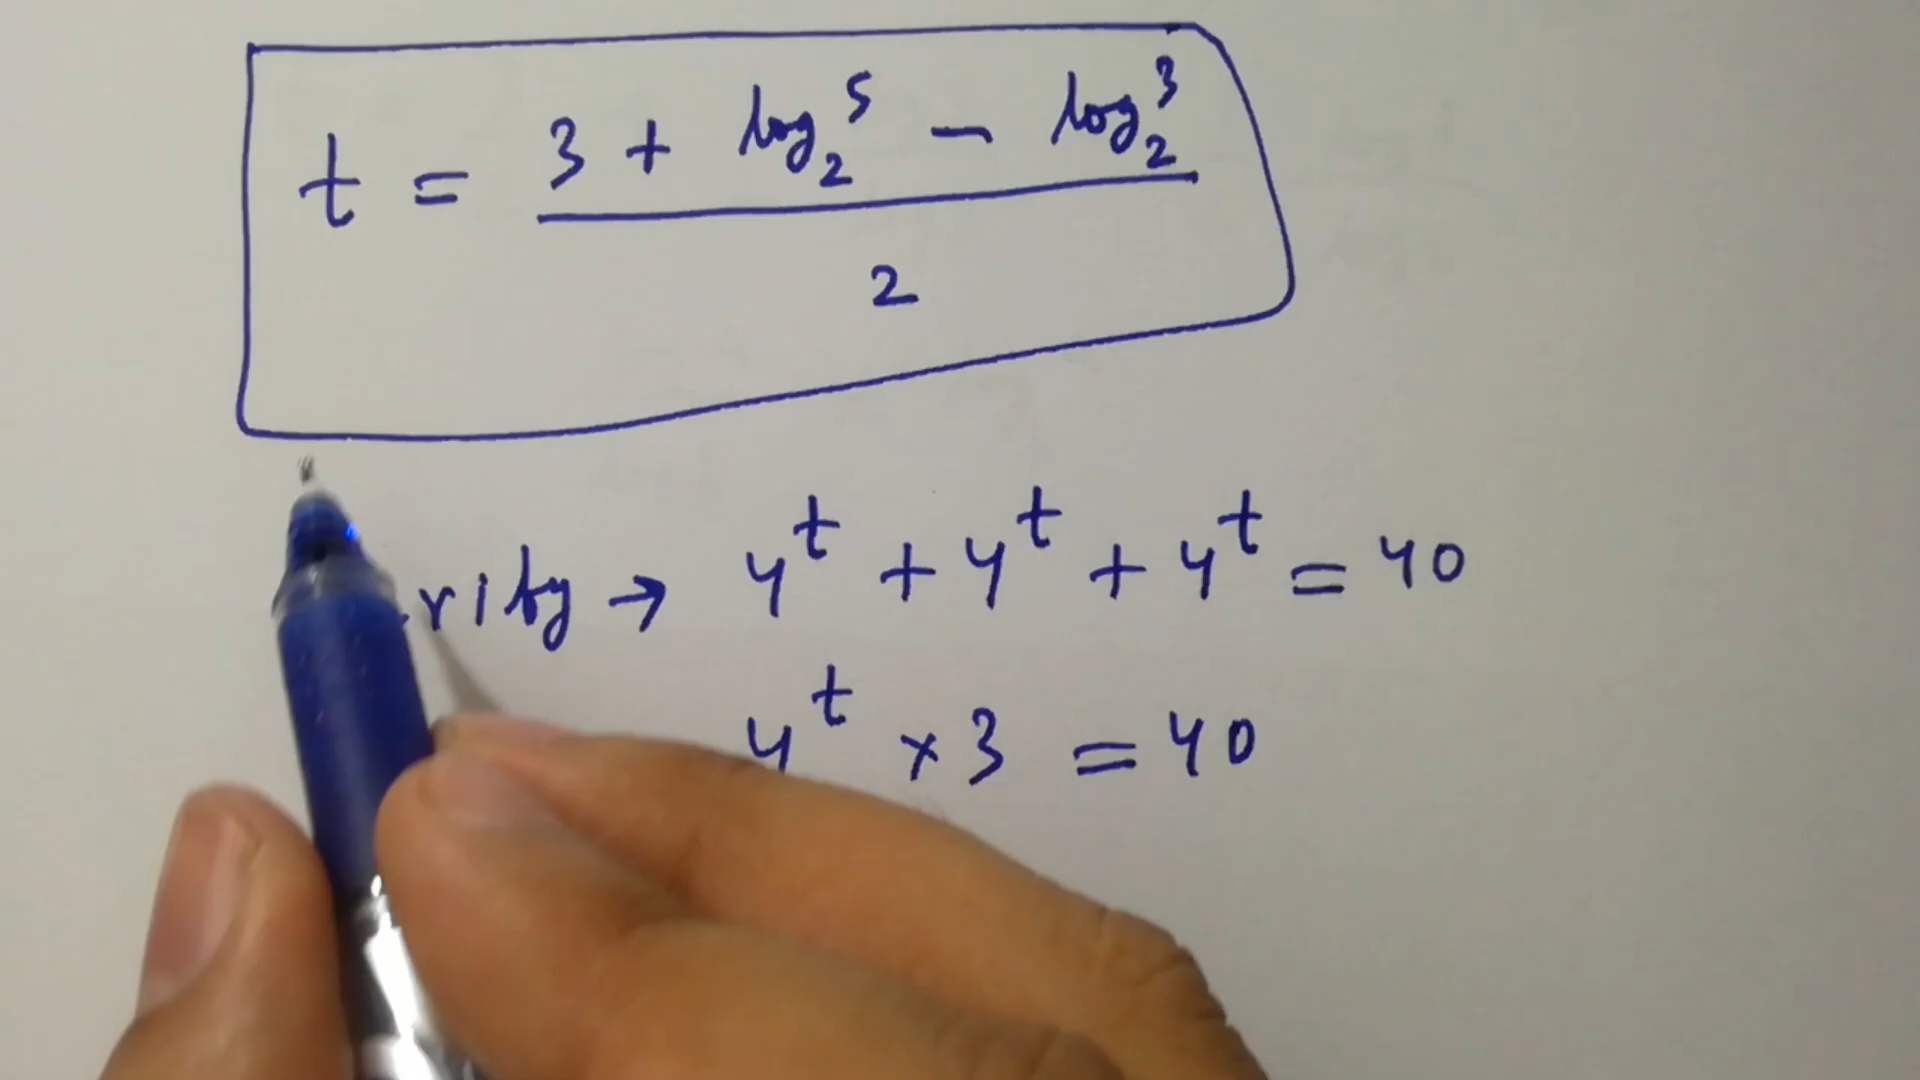 t = 3 + log₂⁵ − log₂³
2
rify → 4ᵗ + 4ᵗ + 4ᵗ = 40
4ᵗ × 3 = 40